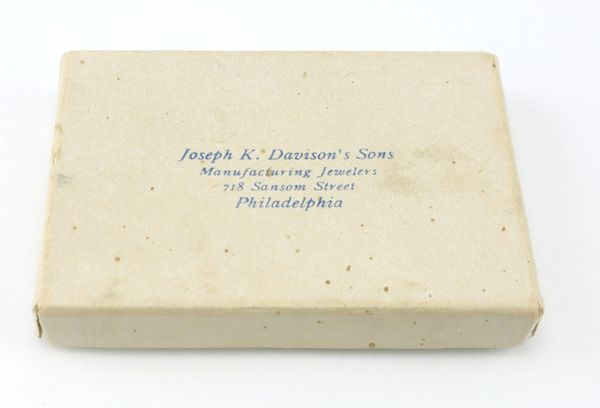 Joseph K. Davison's Sons
Manufacturing Jewelers
718 Sansom Street
Philadelphia